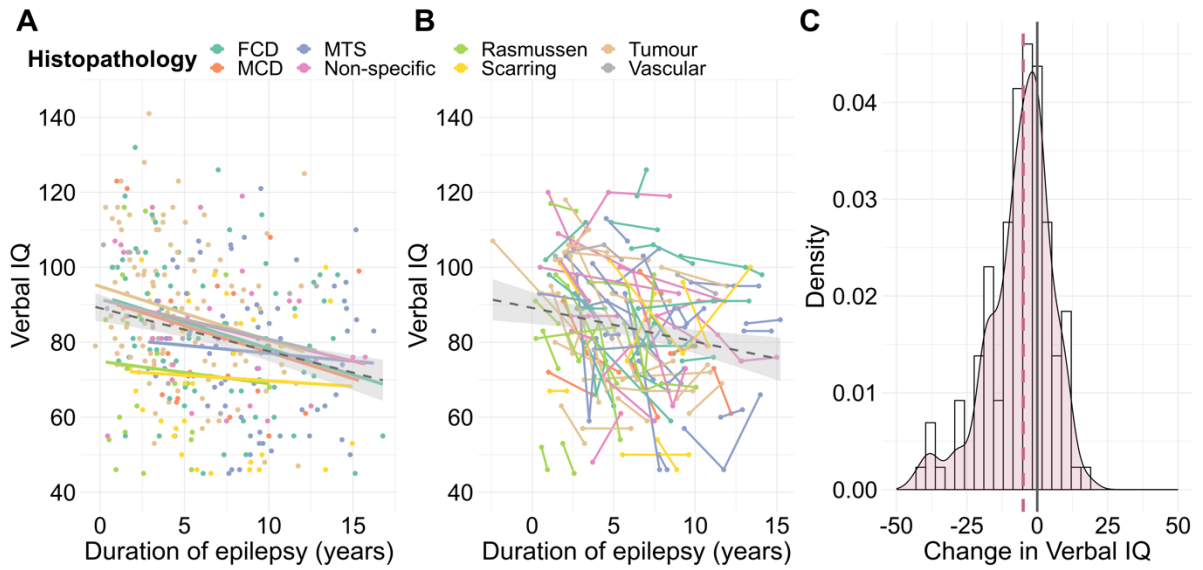 A
B
C
Histopathology
FCD
MTS
Rasmussen
Tumour
MCD
Non-specific
Scarring
Vascular
140
120
100
80
60
40
Verbal IQ
0
5
10
15
Duration of epilepsy (years)
140
120
100
80
60
40
Verbal IQ
0
5
10
15
Duration of epilepsy (years)
0.04
0.03
0.02
0.01
0.00
Density
-50
-25
0
25
50
Change in Verbal IQ